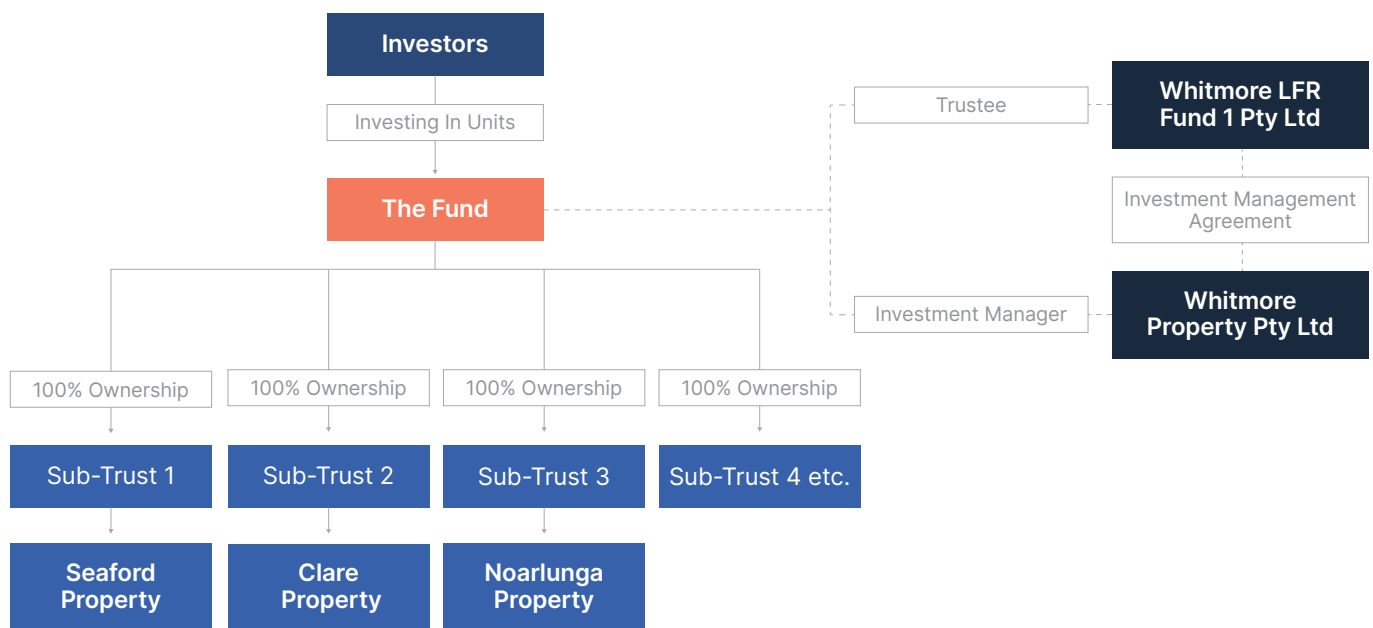 Investors
Investing In Units
The Fund
Trustee
Whitmore LFR
Fund 1 Pty Ltd
Investment Management
Agreement
Investment Manager
Whitmore
Property Pty Ltd
100% Ownership
100% Ownership
100% Ownership
100% Ownership
Sub-Trust 1
Sub-Trust 2
Sub-Trust 3
Sub-Trust 4 etc.
Seaford
Property
Clare
Property
Noarlunga
Property